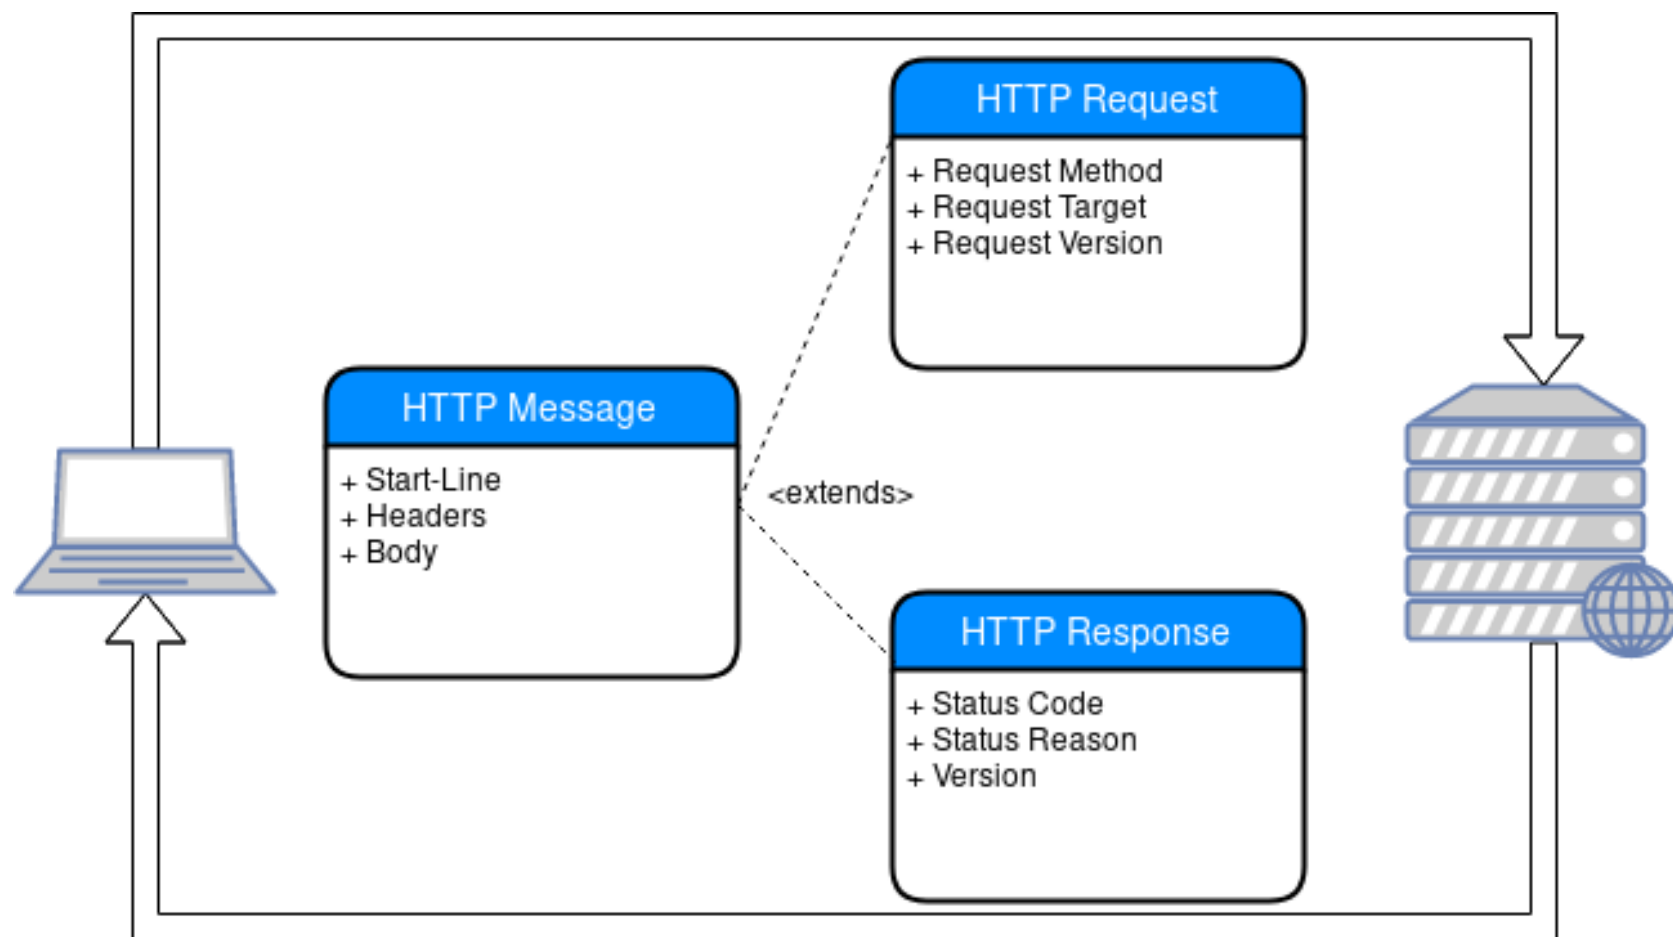 HTTP Request
+ Request Method
+ Request Target
+ Request Version
HTTP Message
+ Start-Line
+ Headers
+ Body
<extends>
HTTP Response
+ Status Code
+ Status Reason
+ Version